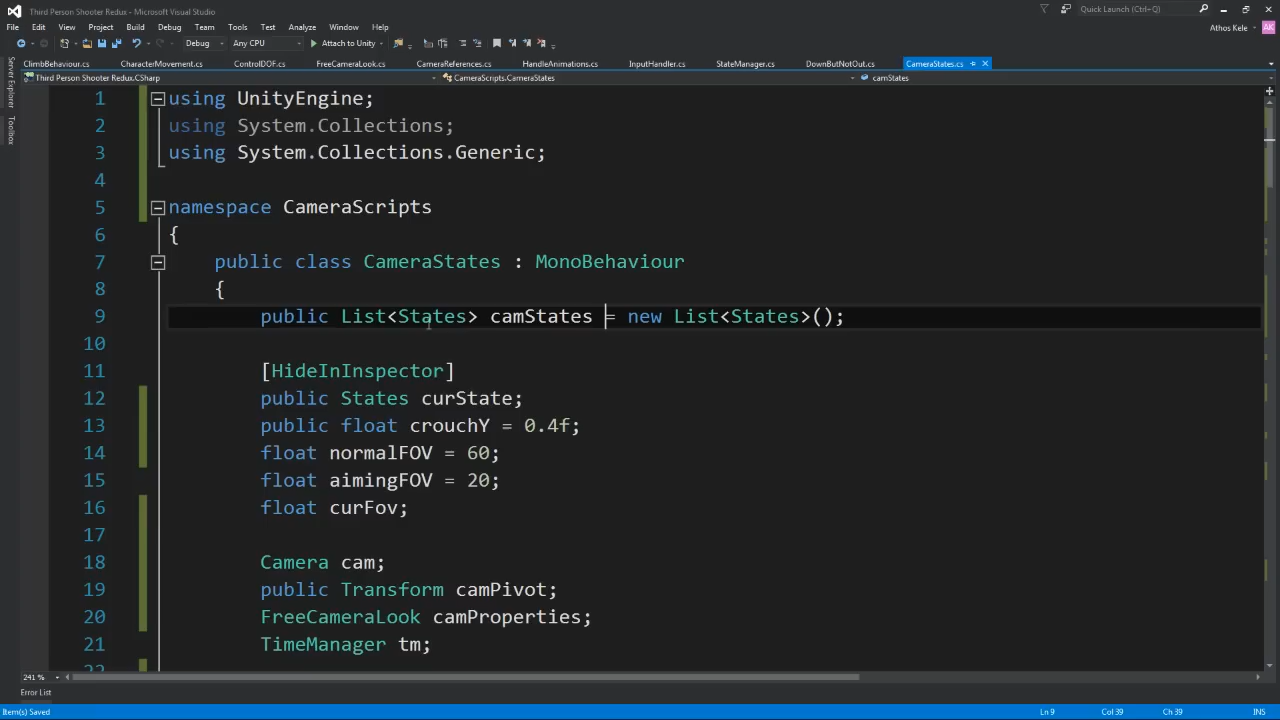 Third Person Shooter Redux - Microsoft Visual Studio
Quick Launch (Ctrl+Q)
File Edit View Project Build Debug Team Tools Test Analyze Window Help
Athos Kele
AK
Debug Any CPU Attach to Unity
ClimbBehaviour.cs CharacterMovement.cs ControlDOF.cs FreeCameraLook.cs CameraReferences.cs HandleAnimations.cs InputHandler.cs StateManager.cs DownButNotOut.cs CameraStates.cs
Third Person Shooter Redux.CSharp CameraScripts.CameraStates camStates
Server Explorer
Toolbox
1 using UnityEngine;
2 using System.Collections;
3 using System.Collections.Generic;
4
5 namespace CameraScripts
6 {
7 public class CameraStates : MonoBehaviour
8 {
9 public List<States> camStates = new List<States>();
10
11 [HideInInspector]
12 public States curState;
13 public float crouchY = 0.4f;
14 float normalFOV = 60;
15 float aimingFOV = 20;
16 float curFov;
17
18 Camera cam;
19 public Transform camPivot;
20 FreeCameraLook camProperties;
21 TimeManager tm;
22
241 %
Error List
Item(s) Saved Ln 9 Col 39 Ch 39 INS